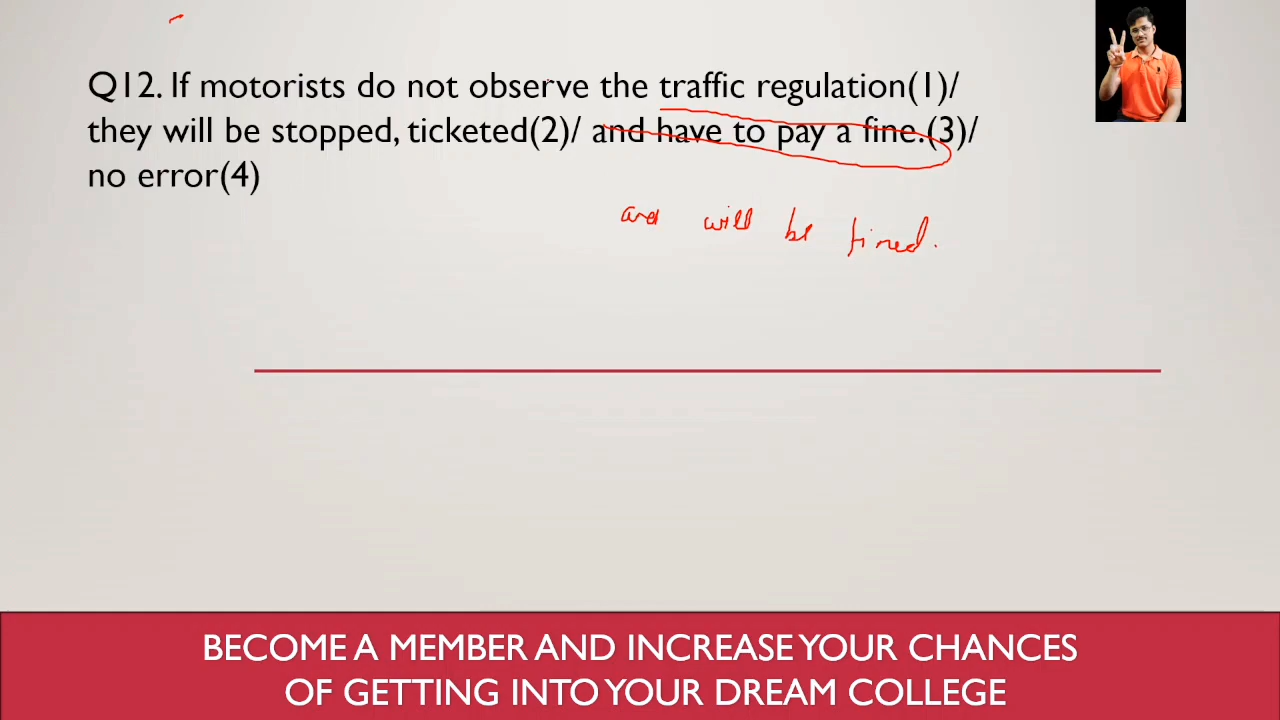 Q12. If motorists do not observe the traffic regulation(1)/
they will be stopped, ticketed(2)/ and have to pay a fine.(3)/
no error(4)
and will be fined.
BECOME A MEMBER AND INCREASE YOUR CHANCES
OF GETTING INTO YOUR DREAM COLLEGE